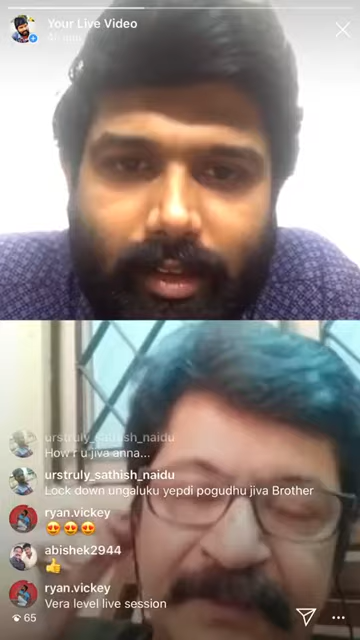 Your Live Video
urstruly_sathish_naidu
How r u jiva anna...
urstruly_sathish_naidu
Lock down ungaluku yepdi pogudhu jiva Brother
ryan.vickey
😍😍😍
abishek2944
👍
ryan.vickey
Vera level live session
65